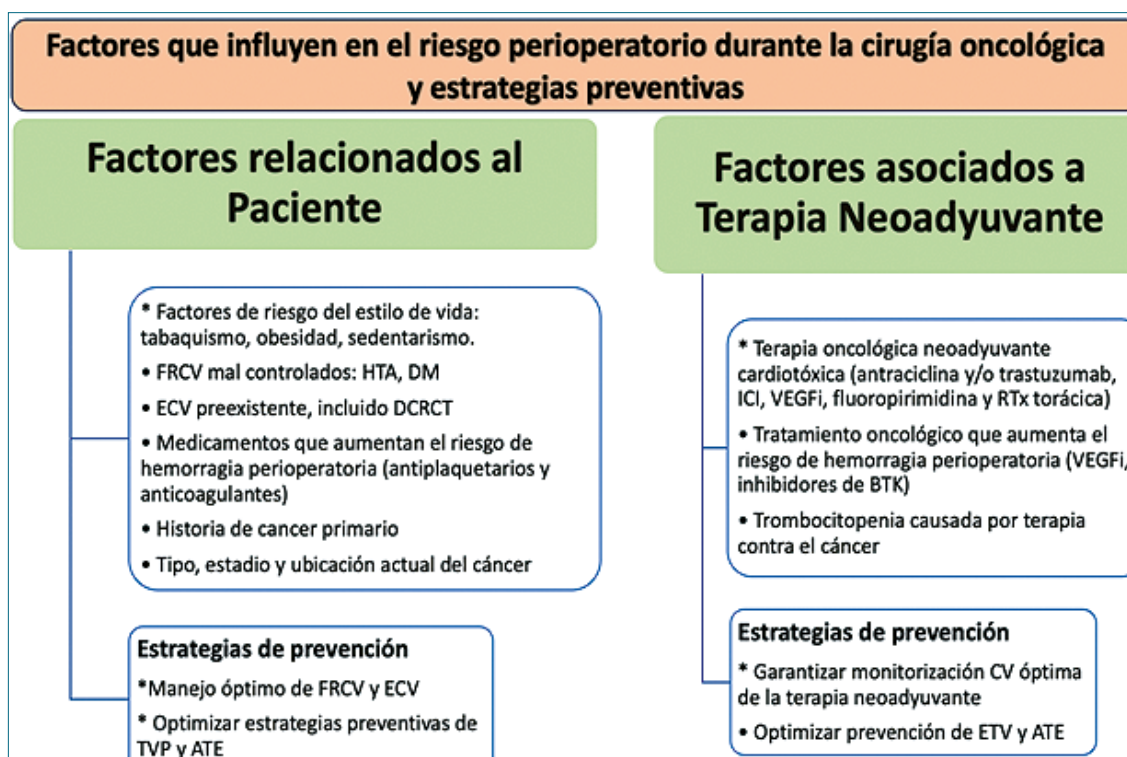 Factores que influyen en el riesgo perioperatorio durante la cirugía oncológica
y estrategias preventivas
Factores relacionados al
Paciente
* Factores de riesgo del estilo de vida:
tabaquismo, obesidad, sedentarismo.
• FRCV mal controlados: HTA, DM
• ECV preexistente, incluido DCRCT
• Medicamentos que aumentan el riesgo de
hemorragia perioperatoria (antiplaquetarios y
anticoagulantes)
• Historia de cancer primario
• Tipo, estadio y ubicación actual del cáncer
Estrategias de prevención
*Manejo óptimo de FRCV y ECV
* Optimizar estrategias preventivas de
TVP y ATE
Factores asociados a
Terapia Neoadyuvante
* Terapia oncológica neoadyuvante
cardiotóxica (antraciclina y/o trastuzumab,
ICI, VEGFi, fluoropirimidina y RTx torácica)
• Tratamiento oncológico que aumenta el
riesgo de hemorragia perioperatoria (VEGFi,
inhibidores de BTK)
• Trombocitopenia causada por terapia
contra el cáncer
Estrategias de prevención
* Garantizar monitorización CV óptima
de la terapia neoadyuvante
• Optimizar prevención de ETV y ATE